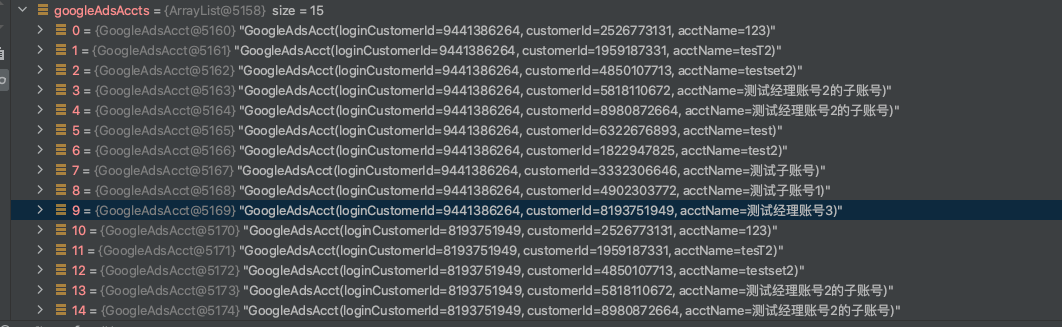 googleAdsAccts = {ArrayList@5158} size = 15
0 = {GoogleAdsAcct@5160} "GoogleAdsAcct(loginCustomerId=9441386264, customerId=2526773131, acctName=123)"
1 = {GoogleAdsAcct@5161} "GoogleAdsAcct(loginCustomerId=9441386264, customerId=1959187331, acctName=tesT2)"
2 = {GoogleAdsAcct@5162} "GoogleAdsAcct(loginCustomerId=9441386264, customerId=4850107713, acctName=testset2)"
3 = {GoogleAdsAcct@5163} "GoogleAdsAcct(loginCustomerId=9441386264, customerId=5818110672, acctName=测试经理账号2的子账号)"
4 = {GoogleAdsAcct@5164} "GoogleAdsAcct(loginCustomerId=9441386264, customerId=8980872664, acctName=测试经理账号2的子账号)"
5 = {GoogleAdsAcct@5165} "GoogleAdsAcct(loginCustomerId=9441386264, customerId=6322676893, acctName=test)"
6 = {GoogleAdsAcct@5166} "GoogleAdsAcct(loginCustomerId=9441386264, customerId=1822947825, acctName=test2)"
7 = {GoogleAdsAcct@5167} "GoogleAdsAcct(loginCustomerId=9441386264, customerId=3332306646, acctName=测试子账号)"
8 = {GoogleAdsAcct@5168} "GoogleAdsAcct(loginCustomerId=9441386264, customerId=4902303772, acctName=测试子账号1)"
9 = {GoogleAdsAcct@5169} "GoogleAdsAcct(loginCustomerId=9441386264, customerId=8193751949, acctName=测试经理账号3)"
10 = {GoogleAdsAcct@5170} "GoogleAdsAcct(loginCustomerId=8193751949, customerId=2526773131, acctName=123)"
11 = {GoogleAdsAcct@5171} "GoogleAdsAcct(loginCustomerId=8193751949, customerId=1959187331, acctName=tesT2)"
12 = {GoogleAdsAcct@5172} "GoogleAdsAcct(loginCustomerId=8193751949, customerId=4850107713, acctName=testset2)"
13 = {GoogleAdsAcct@5173} "GoogleAdsAcct(loginCustomerId=8193751949, customerId=5818110672, acctName=测试经理账号2的子账号)"
14 = {GoogleAdsAcct@5174} "GoogleAdsAcct(loginCustomerId=8193751949, customerId=8980872664, acctName=测试经理账号2的子账号)"